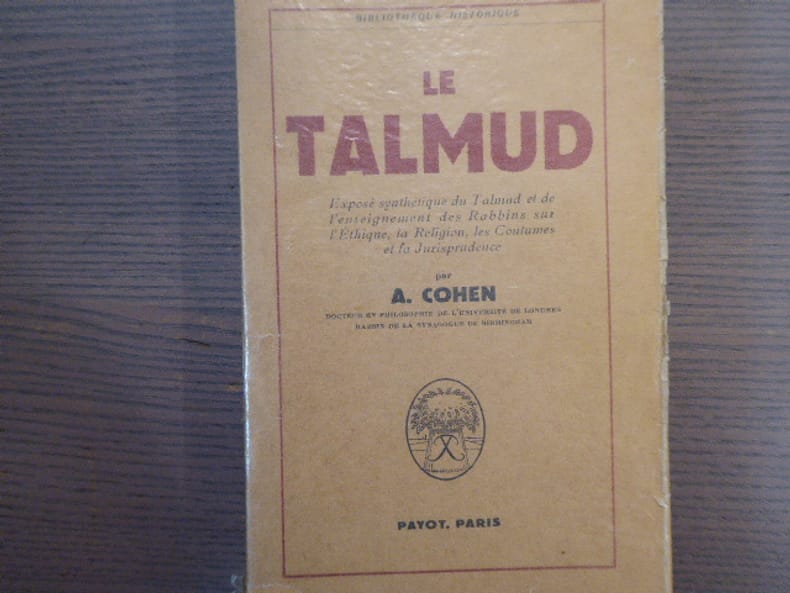 BIBLIOTHÈQUE HISTORIQUE
LE
TALMUD
Exposé synthétique du Talmud et de
l'enseignement des Rabbins sur
l'Éthique, la Religion, les Coutumes
et la Jurisprudence
par
A. COHEN
DOCTEUR EN PHILOSOPHIE DE L'UNIVERSITÉ DE LONDRES
RABBIN DE LA SYNAGOGUE DE BIRMINGHAM
PAYOT, PARIS